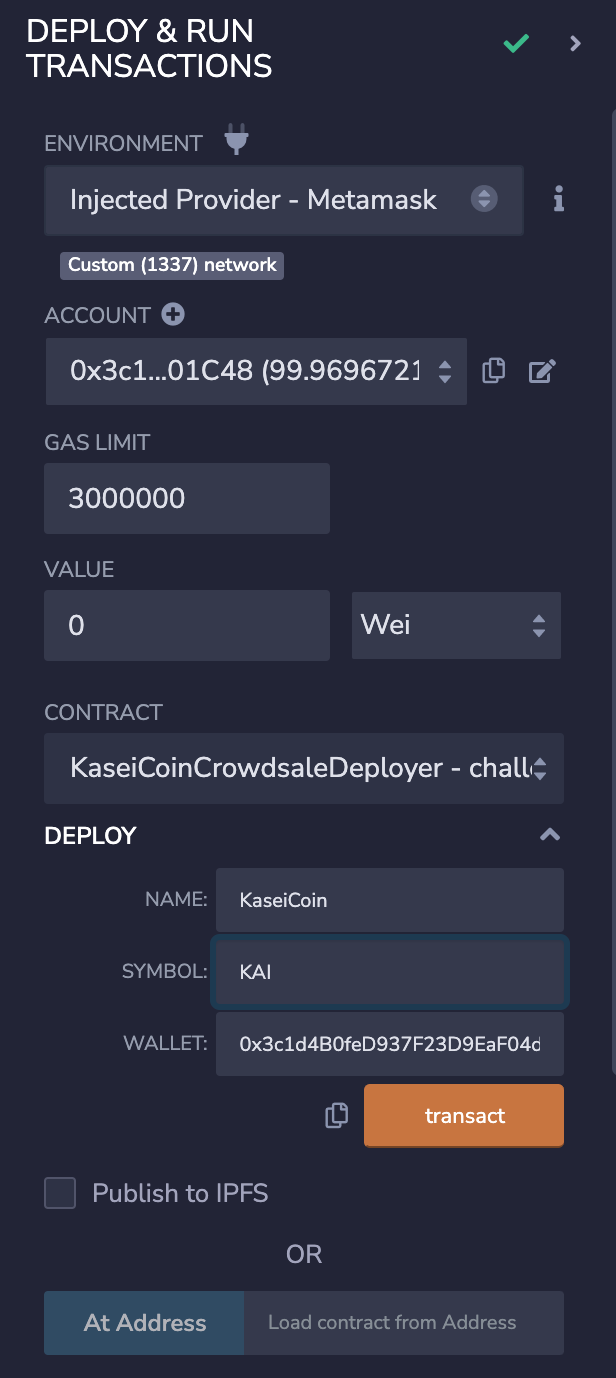 DEPLOY & RUN
TRANSACTIONS
ENVIRONMENT
Injected Provider - Metamask
Custom (1337) network
ACCOUNT
0x3c1...01C48 (99.9696721
GAS LIMIT
3000000
VALUE
0 Wei
CONTRACT
KaseiCoinCrowdsaleDeployer - chall
DEPLOY
NAME: KaseiCoin
SYMBOL: KAI
WALLET: 0x3c1d4B0feD937F23D9EaF04d
transact
Publish to IPFS
OR
At Address Load contract from Address